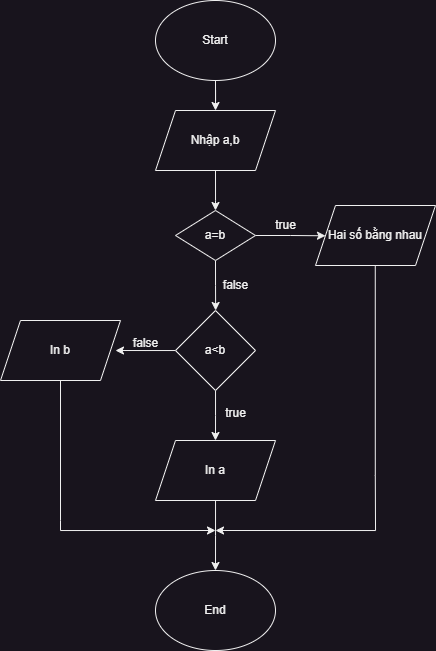 Start
Nhập a,b
a=b
true
Hai số bằng nhau
false
a<b
false
In b
true
In a
End